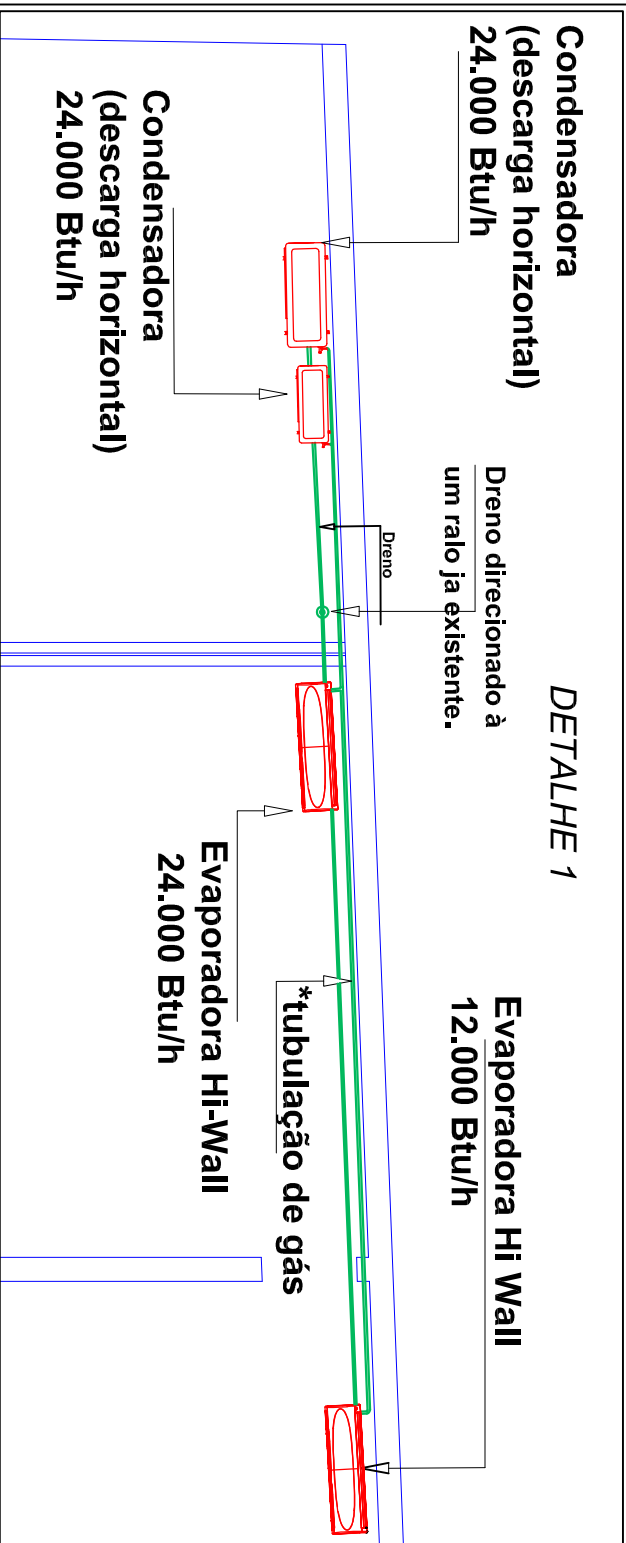 DETALHE 1
Condensadora
(descarga horizontal)
24.000 Btu/h
Condensadora
(descarga horizontal)
24.000 Btu/h
Dreno direcionado à
um ralo ja existente.
Dreno
Evaporadora Hi-Wall
24.000 Btu/h
*tubulação de gás
Evaporadora Hi Wall
12.000 Btu/h